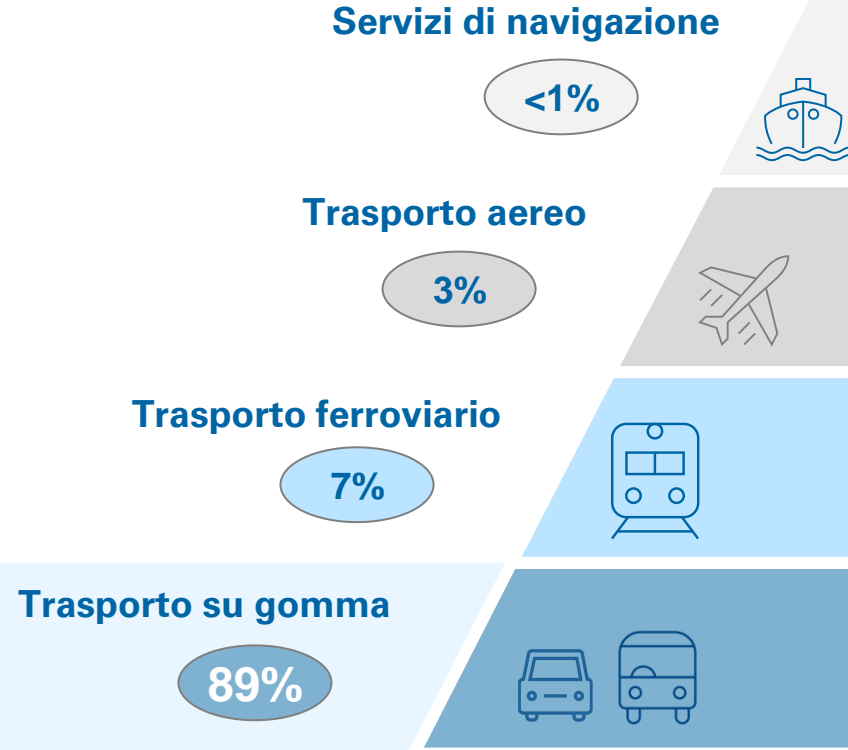 Servizi di navigazione
<1%
Trasporto aereo
3%
Trasporto ferroviario
7%
Trasporto su gomma
89%